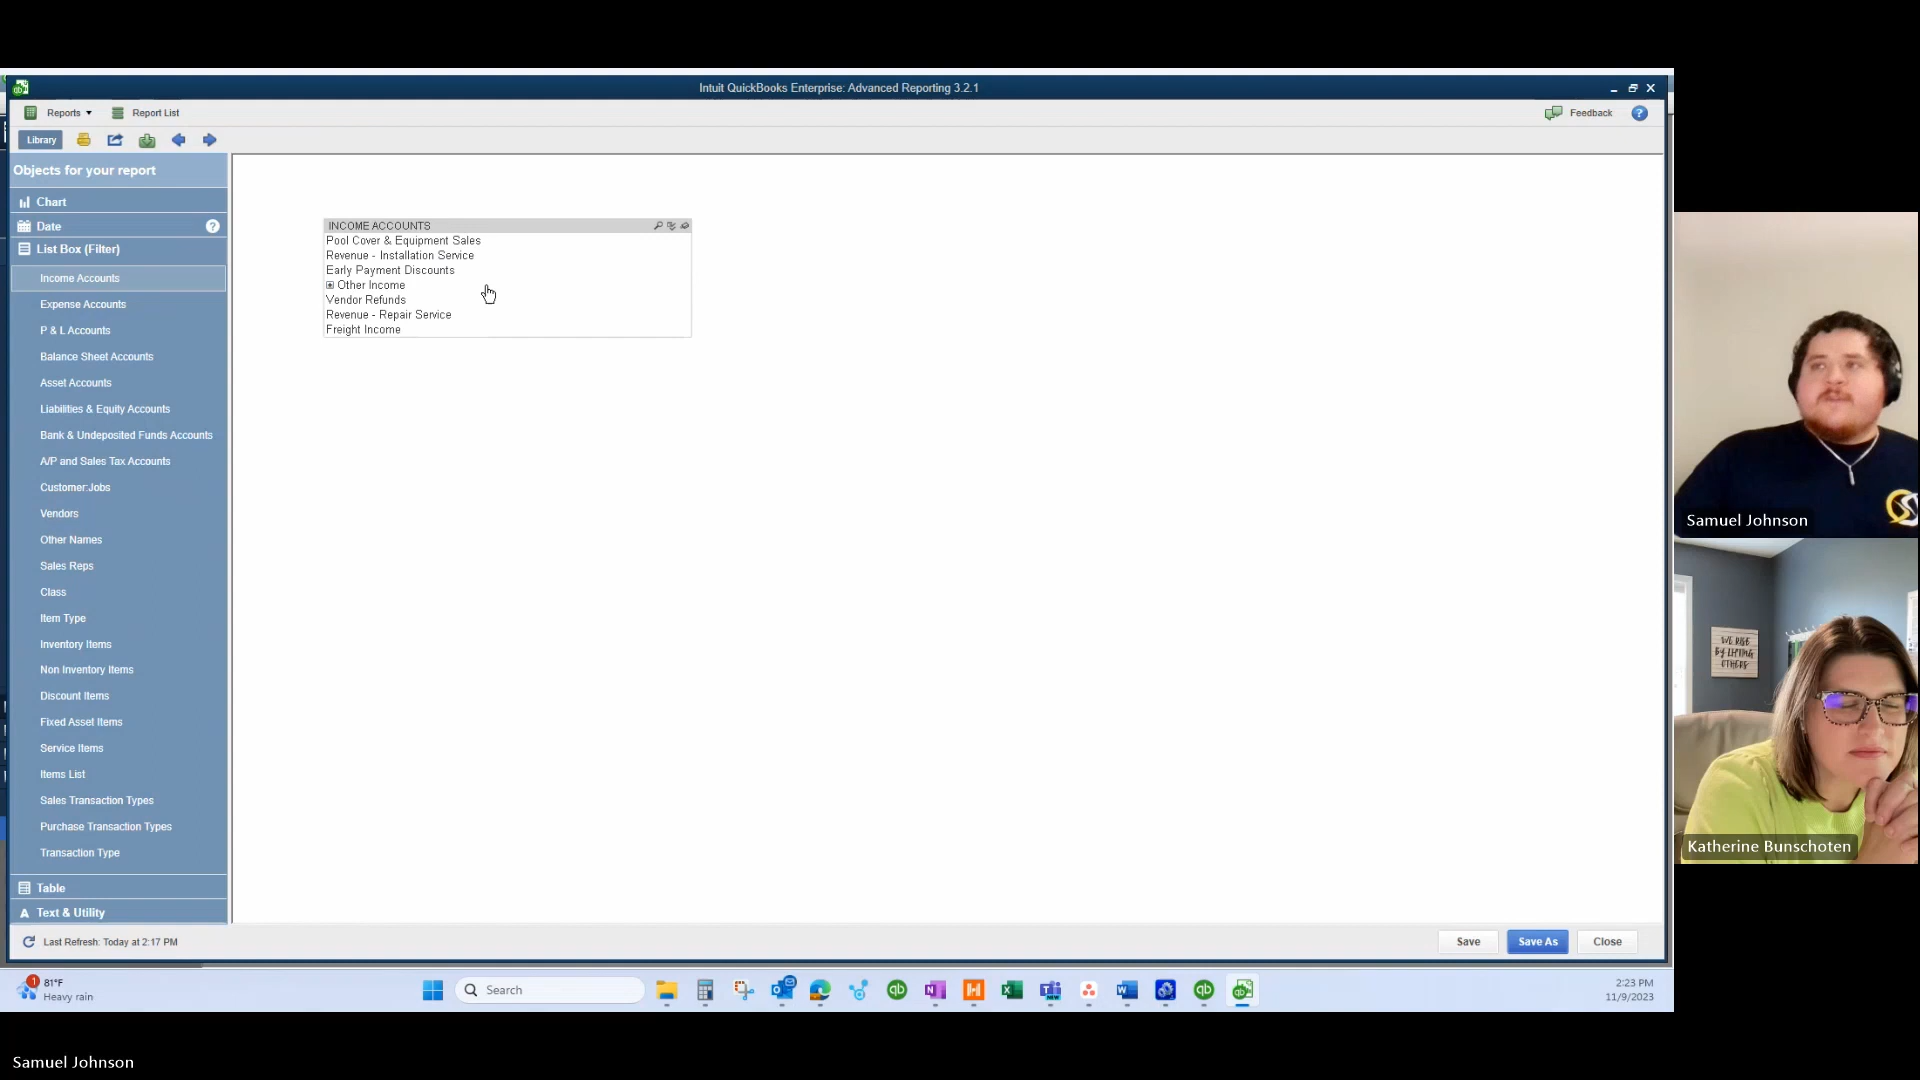 Intuit QuickBooks Enterprise: Advanced Reporting 3.2.1
Reports
Report List
Feedback
Library
Objects for your report
Chart
Date
List Box (Filter)
Income Accounts
Expense Accounts
P & L Accounts
Balance Sheet Accounts
Asset Accounts
Liabilities & Equity Accounts
Bank & Undeposited Funds Accounts
A/P and Sales Tax Accounts
Customer:Jobs
Vendors
Other Names
Sales Reps
Class
Item Type
Inventory Items
Non Inventory Items
Discount Items
Fixed Asset Items
Service Items
Items List
Sales Transaction Types
Purchase Transaction Types
Transaction Type
Table
Text & Utility
INCOME ACCOUNTS
Pool Cover & Equipment Sales
Revenue - Installation Service
Early Payment Discounts
Other Income
Vendor Refunds
Revenue - Repair Service
Freight Income
Last Refresh: Today at 2:17 PM
Save
Save As
Close
1
81°F
Heavy rain
Search
2:23 PM
11/9/2023
Samuel Johnson
WE RISE
BY LIFTING
OTHERS
Katherine Bunschoten
Samuel Johnson